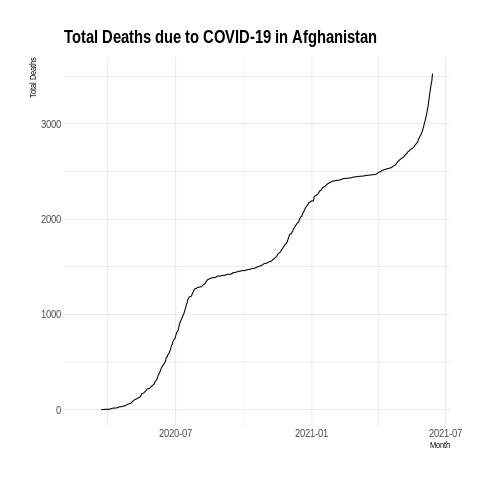 Total Deaths due to COVID-19 in Afghanistan
Total Deaths
3000
2000
1000
0
2020-07
2021-01
2021-07
Month